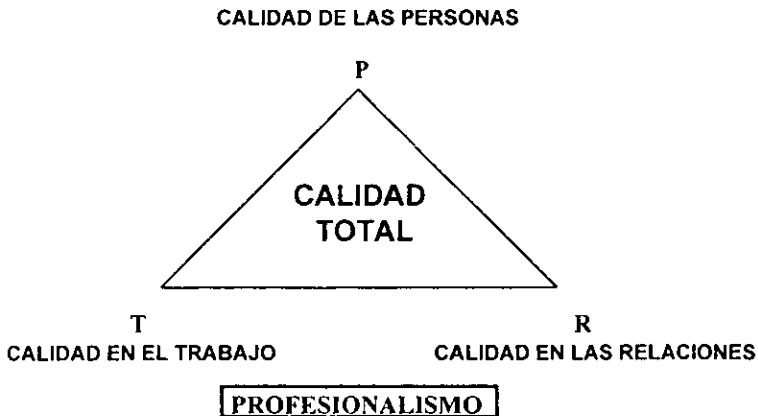 CALIDAD DE LAS PERSONAS
P
CALIDAD
TOTAL
T
R
CALIDAD EN EL TRABAJO
CALIDAD EN LAS RELACIONES
PROFESIONALISMO